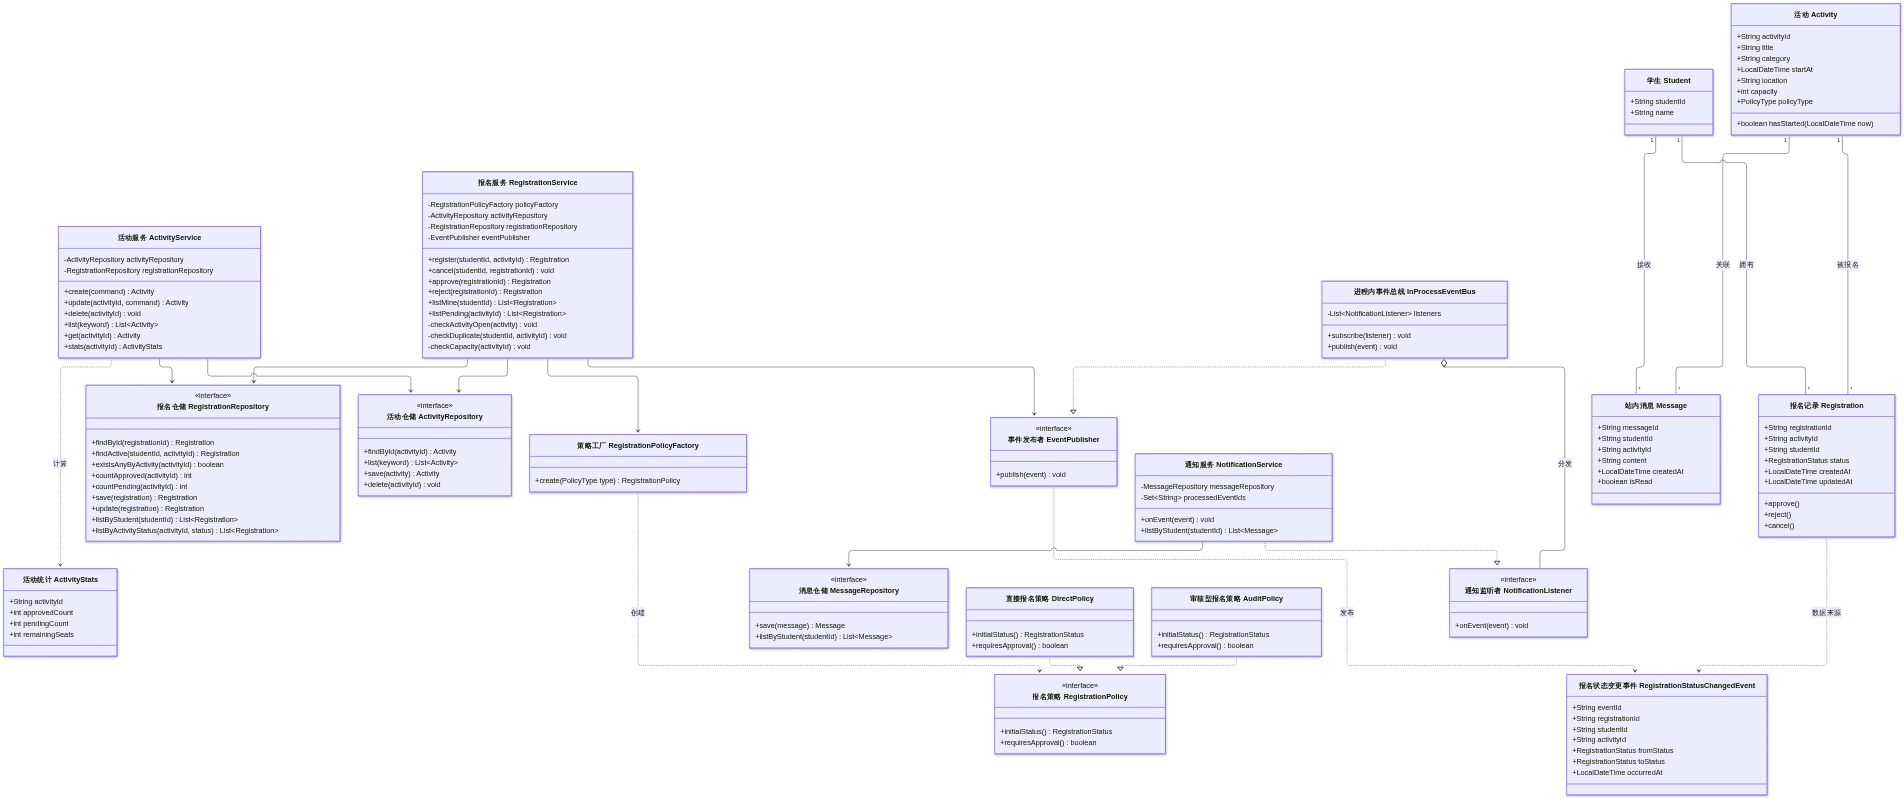 活动 Activity
+String activityId
+String title
+String category
+LocalDateTime startAt
+String location
+int capacity
+PolicyType policyType
+boolean hasStarted(LocalDateTime now)
学生 Student
+String studentId
+String name
1
1
1
1
报名服务 RegistrationService
-RegistrationPolicyFactory policyFactory
-ActivityRepository activityRepository
-RegistrationRepository registrationRepository
-EventPublisher eventPublisher
+register(studentId, activityId) : Registration
+cancel(studentId, registrationId) : void
+approve(registrationId) : Registration
+reject(registrationId) : Registration
+listMine(studentId) : List<Registration>
+listPending(activityId) : List<Registration>
-checkActivityOpen(activity) : void
-checkDuplicate(studentId, activityId) : void
-checkCapacity(activityId) : void
活动服务 ActivityService
-ActivityRepository activityRepository
-RegistrationRepository registrationRepository
+create(command) : Activity
+update(activityId, command) : Activity
+delete(activityId) : void
+list(keyword) : List<Activity>
+get(activityId) : Activity
+stats(activityId) : ActivityStats
接收
关联
拥有
被报名
进程内事件总线 InProcessEventBus
-List<NotificationListener> listeners
+subscribe(listener) : void
+publish(event) : void
«interface»
报名仓储 RegistrationRepository
+findById(registrationId) : Registration
+findActive(studentId, activityId) : Registration
+existsAnyByActivity(activityId) : boolean
+countApproved(activityId) : int
+countPending(activityId) : int
+save(registration) : Registration
+update(registration) : Registration
+listByStudent(studentId) : List<Registration>
+listByActivityStatus(activityId, status) : List<Registration>
«interface»
活动仓储 ActivityRepository
+findById(activityId) : Activity
+list(keyword) : List<Activity>
+save(activity) : Activity
+delete(activityId) : void
策略工厂 RegistrationPolicyFactory
+create(PolicyType type) : RegistrationPolicy
«interface»
事件发布者 EventPublisher
+publish(event) : void
通知服务 NotificationService
-MessageRepository messageRepository
-Set<String> processedEventIds
+onEvent(event) : void
+listByStudent(studentId) : List<Message>
分发
*
*
*
*
站内消息 Message
+String messageId
+String studentId
+String activityId
+String content
+LocalDateTime createdAt
+boolean isRead
报名记录 Registration
+String registrationId
+String activityId
+String studentId
+RegistrationStatus status
+LocalDateTime createdAt
+LocalDateTime updatedAt
+approve()
+reject()
+cancel()
计算
活动统计 ActivityStats
+String activityId
+int approvedCount
+int pendingCount
+int remainingSeats
创建
«interface»
消息仓储 MessageRepository
+save(message) : Message
+listByStudent(studentId) : List<Message>
直接报名策略 DirectPolicy
+initialStatus() : RegistrationStatus
+requiresApproval() : boolean
审核型报名策略 AuditPolicy
+initialStatus() : RegistrationStatus
+requiresApproval() : boolean
发布
«interface»
通知监听者 NotificationListener
+onEvent(event) : void
数据来源
«interface»
报名策略 RegistrationPolicy
+initialStatus() : RegistrationStatus
+requiresApproval() : boolean
报名状态变更事件 RegistrationStatusChangedEvent
+String eventId
+String registrationId
+String studentId
+String activityId
+RegistrationStatus fromStatus
+RegistrationStatus toStatus
+LocalDateTime occurredAt